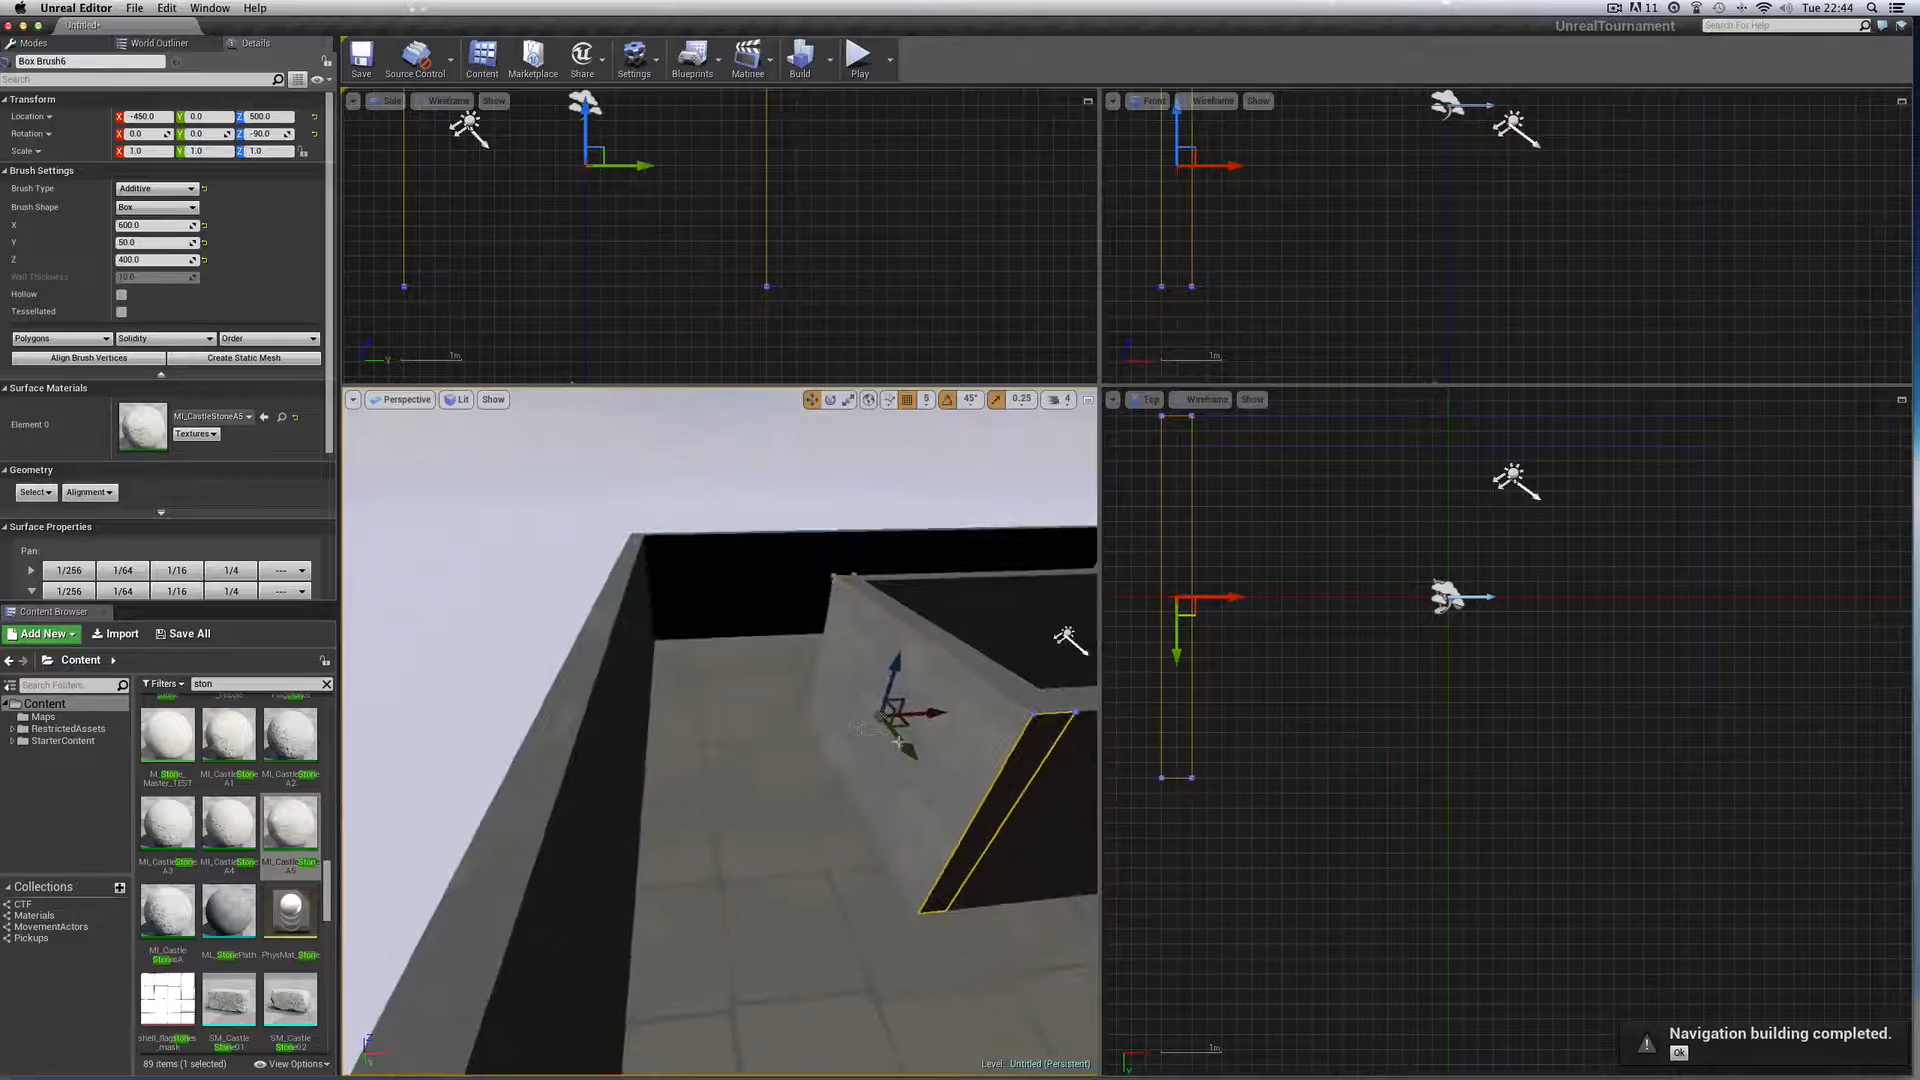 Unreal Editor File Edit Window Help
11 Tue 22:44
Untitled*
UnrealTournament
Search For Help
Modes World Outliner Details
Box Brush6
Search
Save Source Control Content Marketplace Share Settings Blueprints Matinee Build Play
Transform
Location X -450.0 Y 0.0 Z 500.0
Rotation X 0.0 Y 0.0 Z -90.0
Scale X 1.0 Y 1.0 Z 1.0
Brush Settings
Brush Type Additive
Brush Shape Box
X 600.0
Y 50.0
Z 400.0
Wall Thickness 10.0
Hollow
Tessellated
Polygons Solidity Order
Align Brush Vertices Create Static Mesh
Surface Materials
Element 0 MI_CastleStoneA5
Textures
Geometry
Select Alignment
Surface Properties
Pan:
1/256 1/64 1/16 1/4 ---
1/256 1/64 1/16 1/4 ---
Side Wireframe Show
1m
Front Wireframe Show
1m
Perspective Lit Show
5 45° 0.25 4
Top Wireframe Show
1m
Level: Untitled (Persistent)
Content Browser
Add New Import Save All
Content
Search Folders
Filters ston
Content
Maps
RestrictedAssets
StarterContent
Collections
CTF
Materials
MovementActors
Pickups
M_Stone_
Master_TEST
MI_CastleStone
A1
MI_CastleStone
A2
MI_CastleStone
A3
MI_CastleStone
A4
MI_CastleStone
A5
MI_Castle
StonesA
ML_StonePath
PhysMat_Stone
shell_flagstones
_mask
SM_Castle
Stone01
SM_Castle
Stone02
89 items (1 selected) View Options
Navigation building completed.
Ok